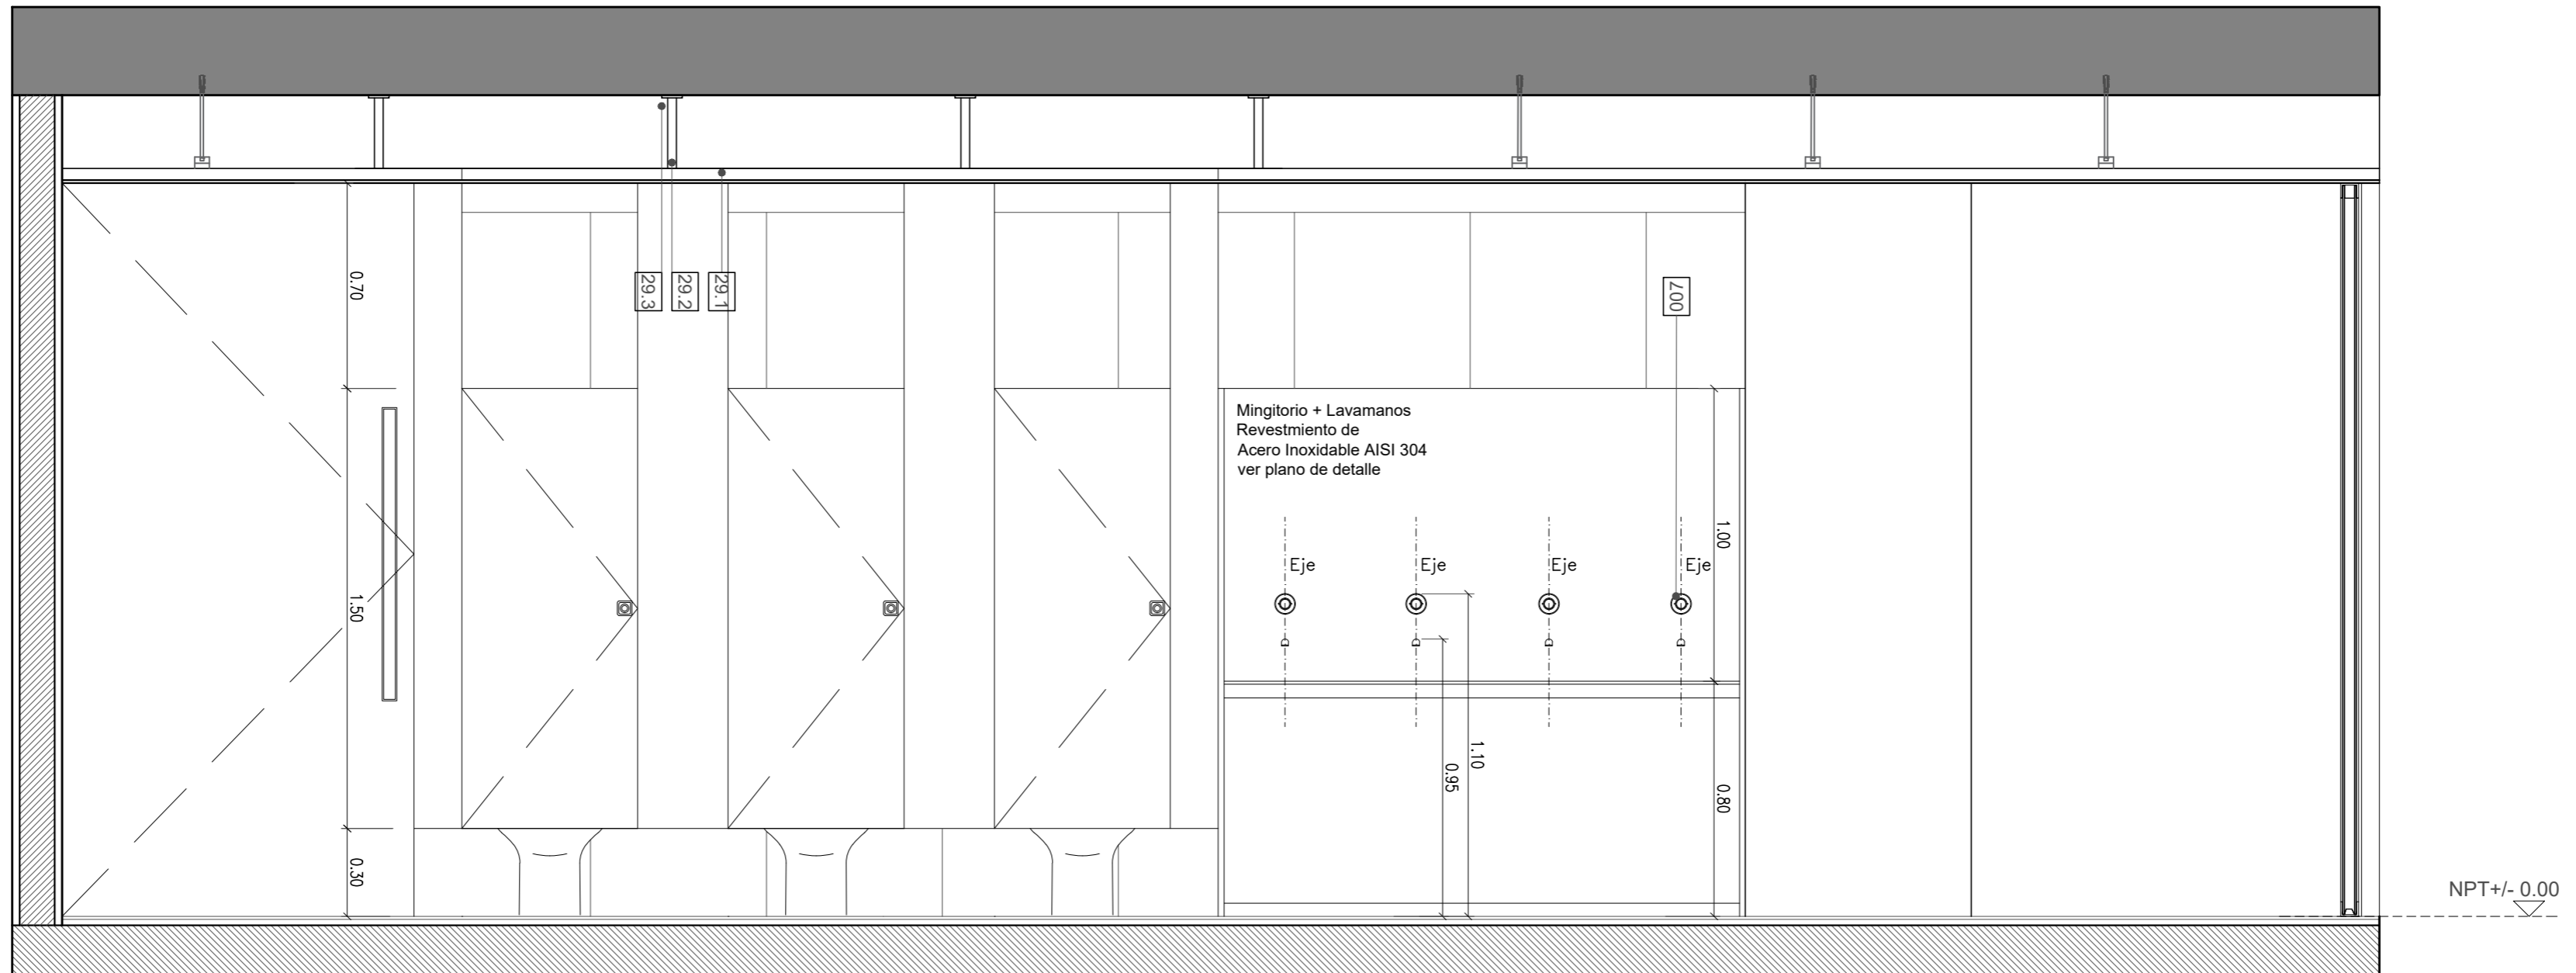 0.70
1.50
0.30
29.3
29.2
29.1
007
Mingitorio + Lavamanos
Revestmiento de
Acero Inoxidable AISI 304
ver plano de detalle
Eje
Eje
Eje
Eje
1.00
0.80
1.10
0.95
NPT+/- 0.00